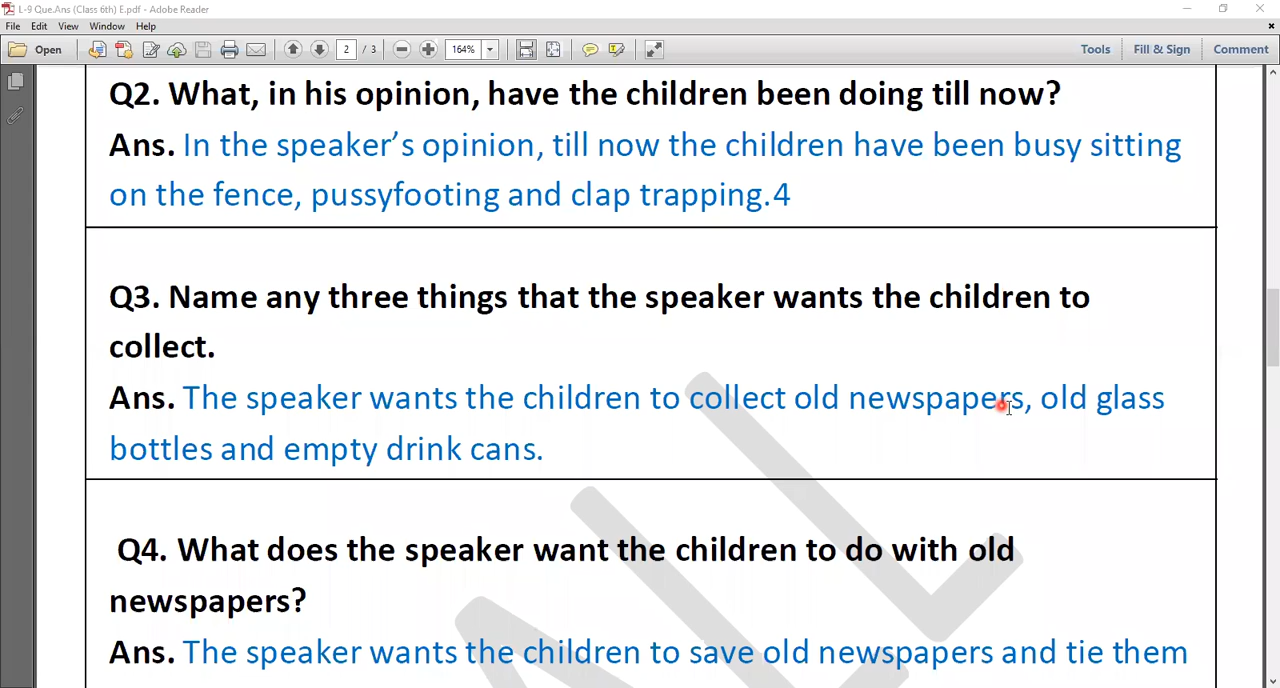 L-9 Que.Ans (Class 6th) E.pdf - Adobe Reader
File Edit View Window Help
Open 2 / 3 164% Tools Fill & Sign Comment
Q2. What, in his opinion, have the children been doing till now?
Ans. In the speaker’s opinion, till now the children have been busy sitting
on the fence, pussyfooting and clap trapping.4
Q3. Name any three things that the speaker wants the children to
collect.
Ans. The speaker wants the children to collect old newspapers, old glass
bottles and empty drink cans.
Q4. What does the speaker want the children to do with old
newspapers?
Ans. The speaker wants the children to save old newspapers and tie them